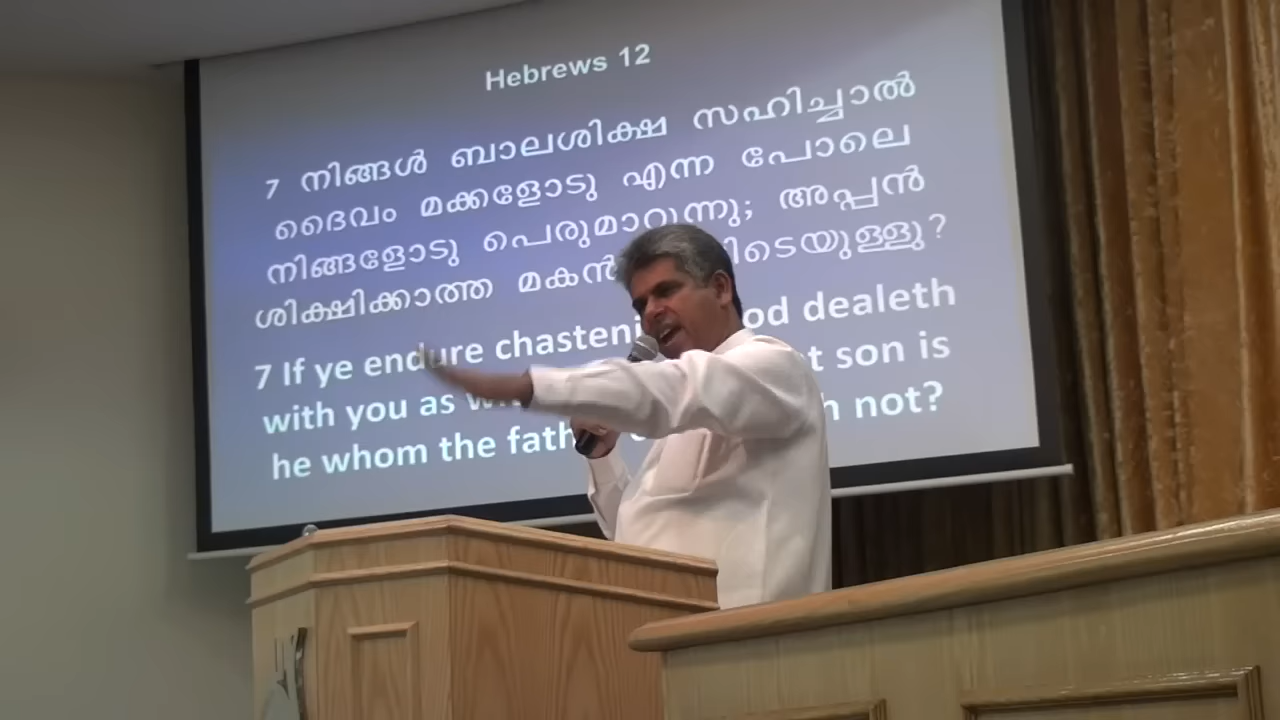 Hebrews 12
7 നിങ്ങൾ ബാലശിക്ഷ സഹിച്ചാൽ
ദൈവം മക്കളോടു എന്ന പോലെ
നിങ്ങളോടു പെരുമാറുന്നു; അപ്പൻ
ശിക്ഷിക്കാത്ത മകൻ
7 If ye endure dealeth
with you as son is
he whom the not?